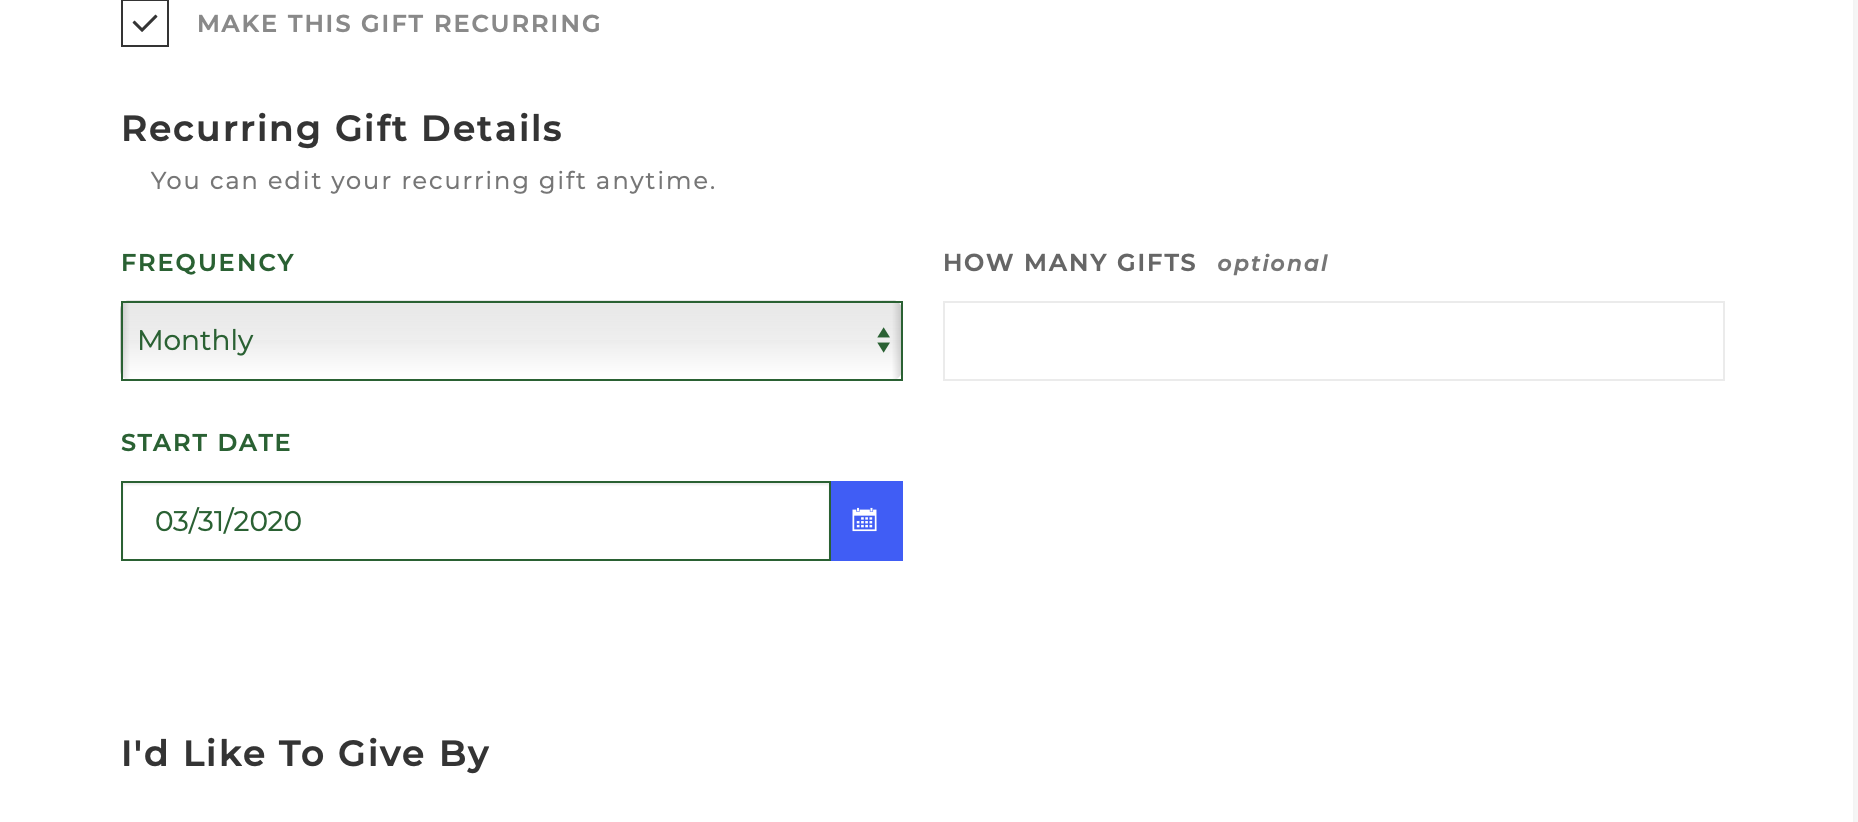 MAKE THIS GIFT RECURRING
Recurring Gift Details
You can edit your recurring gift anytime.
FREQUENCY
HOW MANY GIFTS optional
Monthly
START DATE
03/31/2020
I'd Like To Give By